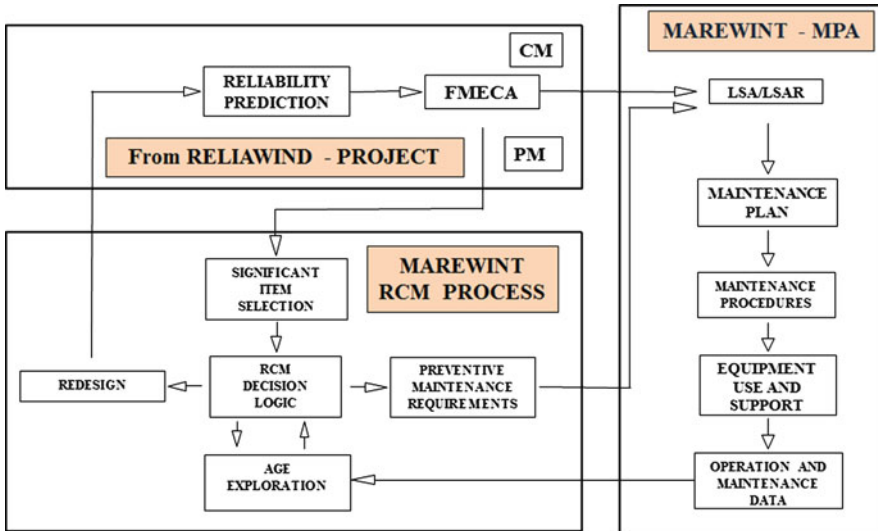 CM
RELIABILITY
PREDICTION
FMECA
From RELIAWIND - PROJECT
PM
MAREWINT - MPA
LSA/LSAR
MAINTENANCE
PLAN
MAINTENANCE
PROCEDURES
EQUIPMENT
USE AND
SUPPORT
OPERATION AND
MAINTENANCE
DATA
SIGNIFICANT
ITEM
SELECTION
MAREWINT
RCM PROCESS
REDESIGN
RCM
DECISION
LOGIC
PREVENTIVE
MAINTENANCE
REQUIREMENTS
AGE
EXPLORATION